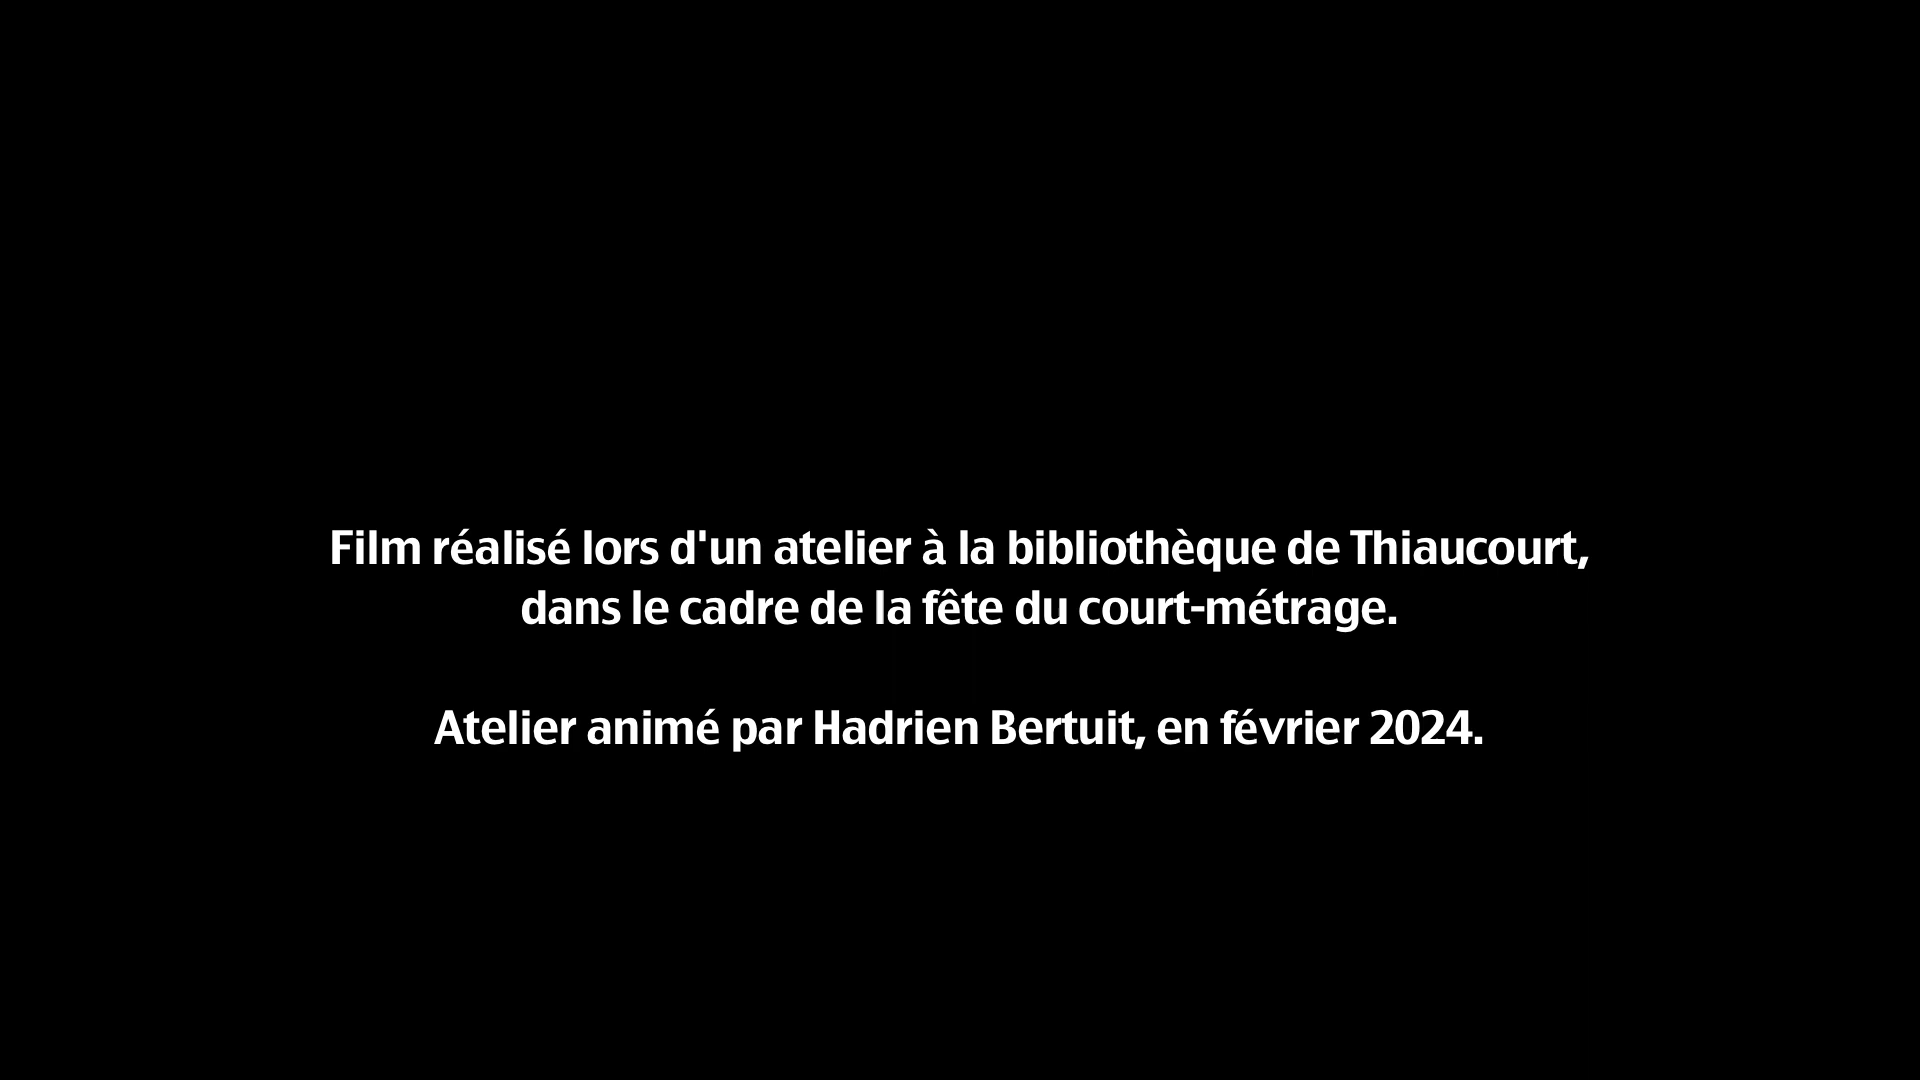 Film réalisé lors d'un atelier à la bibliothèque de Thiaucourt,
dans le cadre de la fête du court-métrage.
Atelier animé par Hadrien Bertuit, en février 2024.